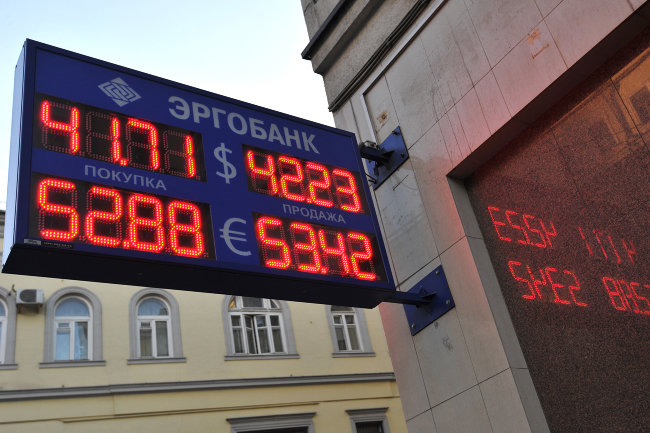 ЭРГОБАНК
41.71 $ 42.23
ПОКУПКА ПРОДАЖА
52.88 € 53.42